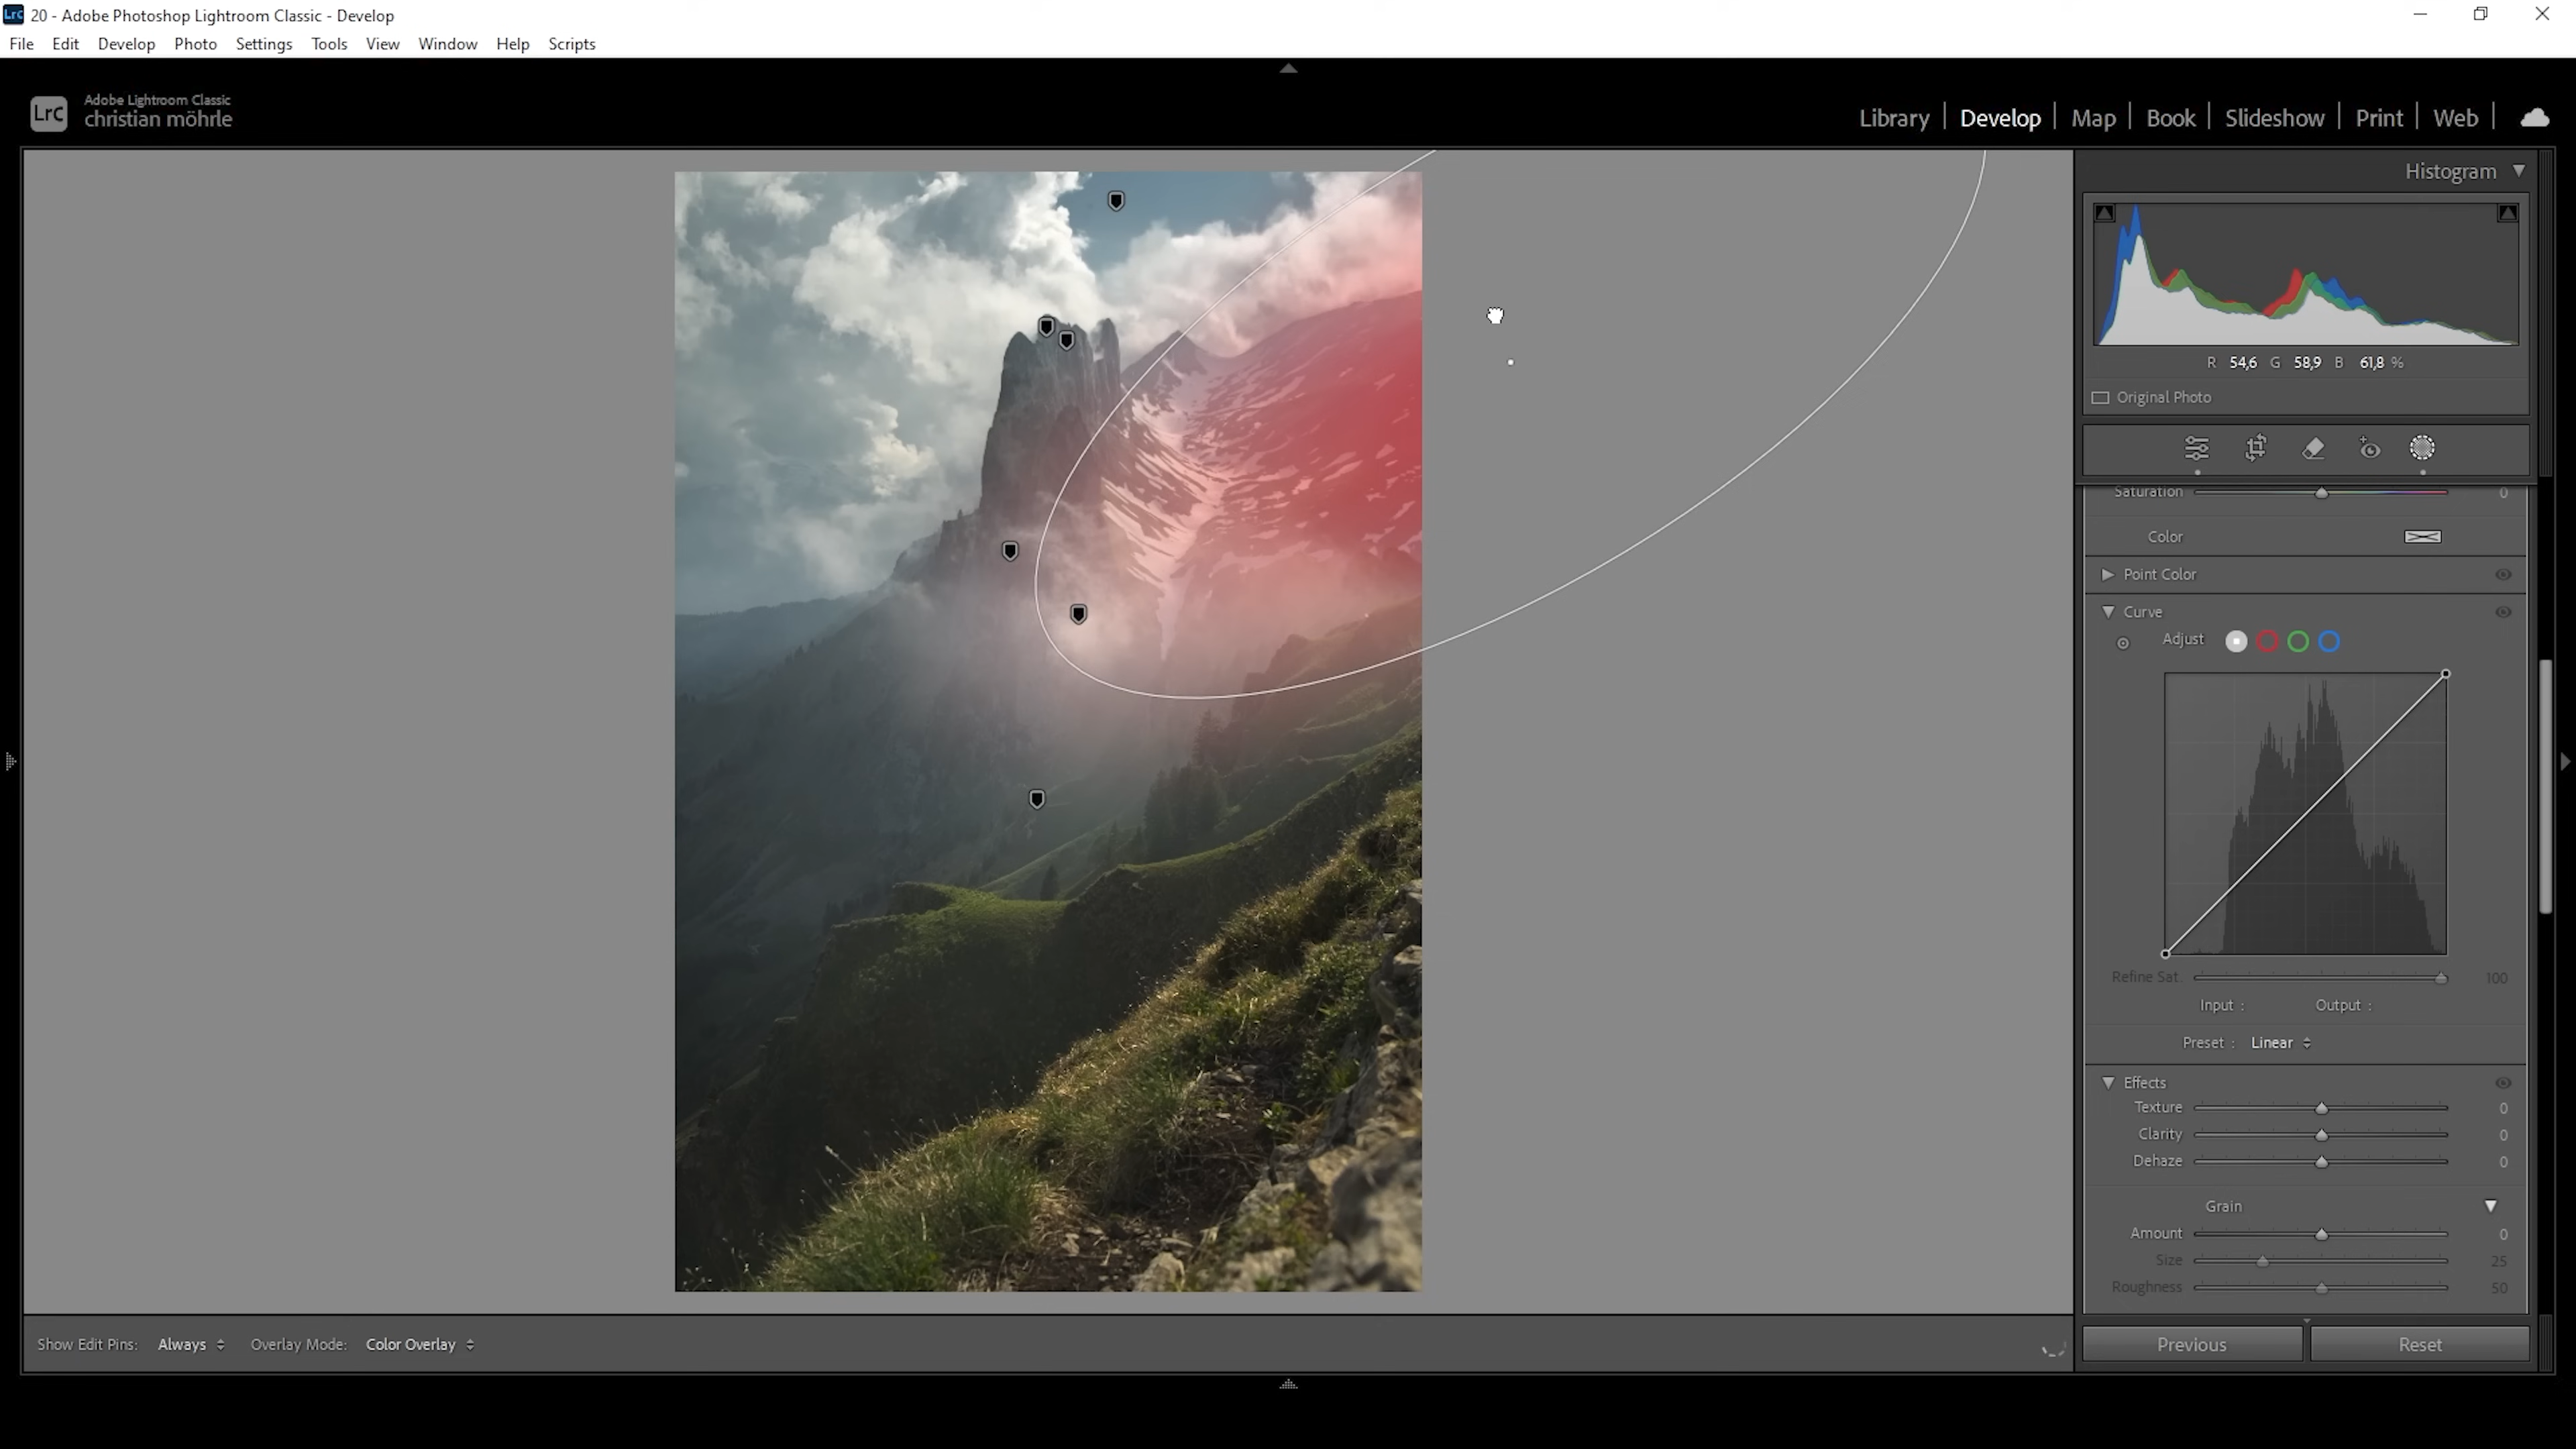 Lrc 20 - Adobe Photoshop Lightroom Classic - Develop
File Edit Develop Photo Settings Tools View Window Help Scripts
Lrc
Adobe Lightroom Classic
christian möhrle
Library | Develop | Map | Book | Slideshow | Print | Web |
Histogram
R 54,6 G 58,9 B 61,8 %
Original Photo
Saturation 0
Color
Point Color
Curve
Adjust
Refine Sat. 100
Input : Output :
Preset : Linear
Effects
Texture 0
Clarity 0
Dehaze 0
Grain
Amount 0
Size 25
Roughness 50
Show Edit Pins: Always Overlay Mode: Color Overlay
Previous Reset